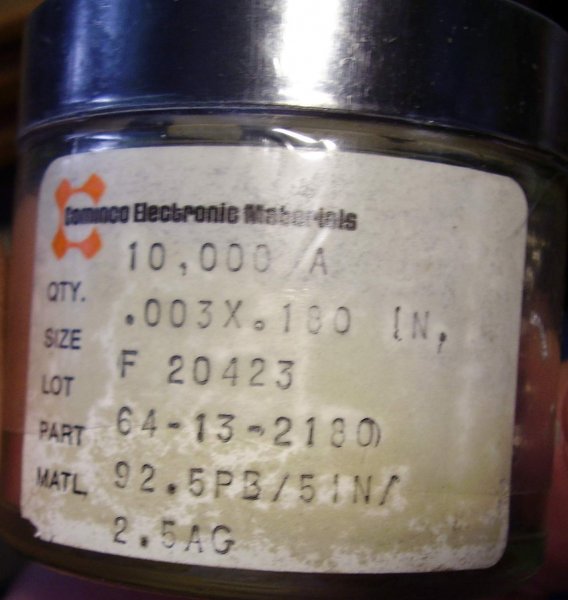 Cominco Electronic Materials
QTY. 10,000/A
SIZE .003X.180 IN.
LOT F 20423
PART 64-13-2180
MATL. 92.5PB/5IN/
2.5AG